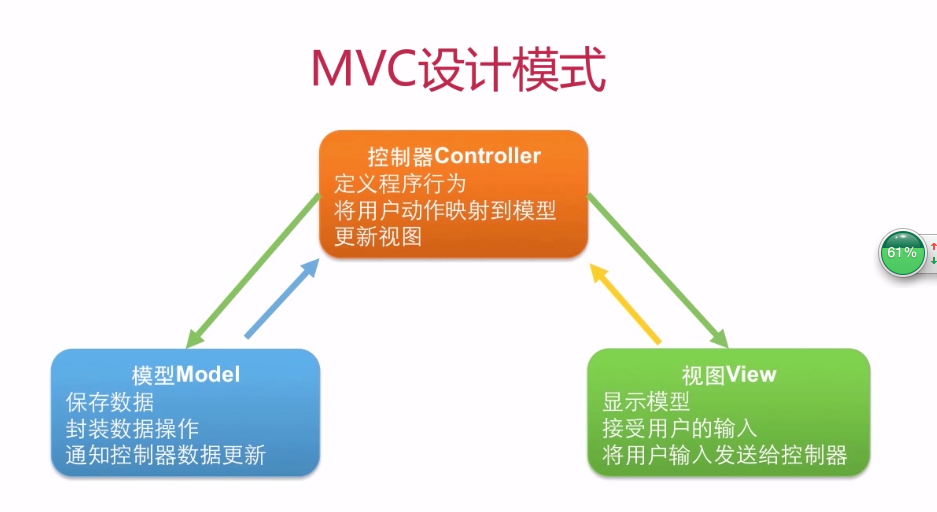 MVC设计模式
控制器Controller
定义程序行为
将用户动作映射到模型
更新视图
61%
模型Model
保存数据
封装数据操作
通知控制器数据更新
视图View
显示模型
接受用户的输入
将用户输入发送给控制器